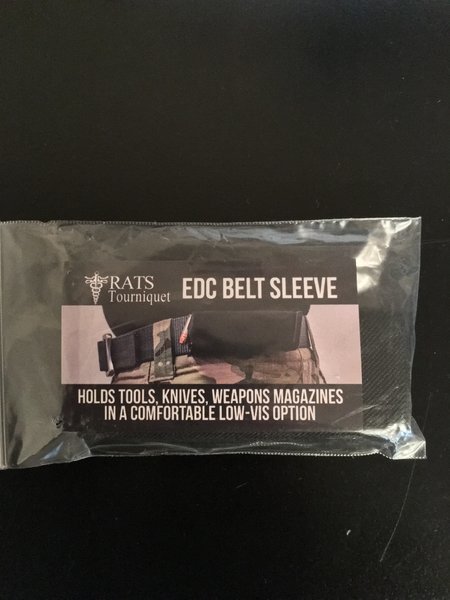 RATS
Tourniquet
EDC BELT SLEEVE
HOLDS TOOLS, KNIVES, WEAPONS MAGAZINES
IN A COMFORTABLE LOW-VIS OPTION